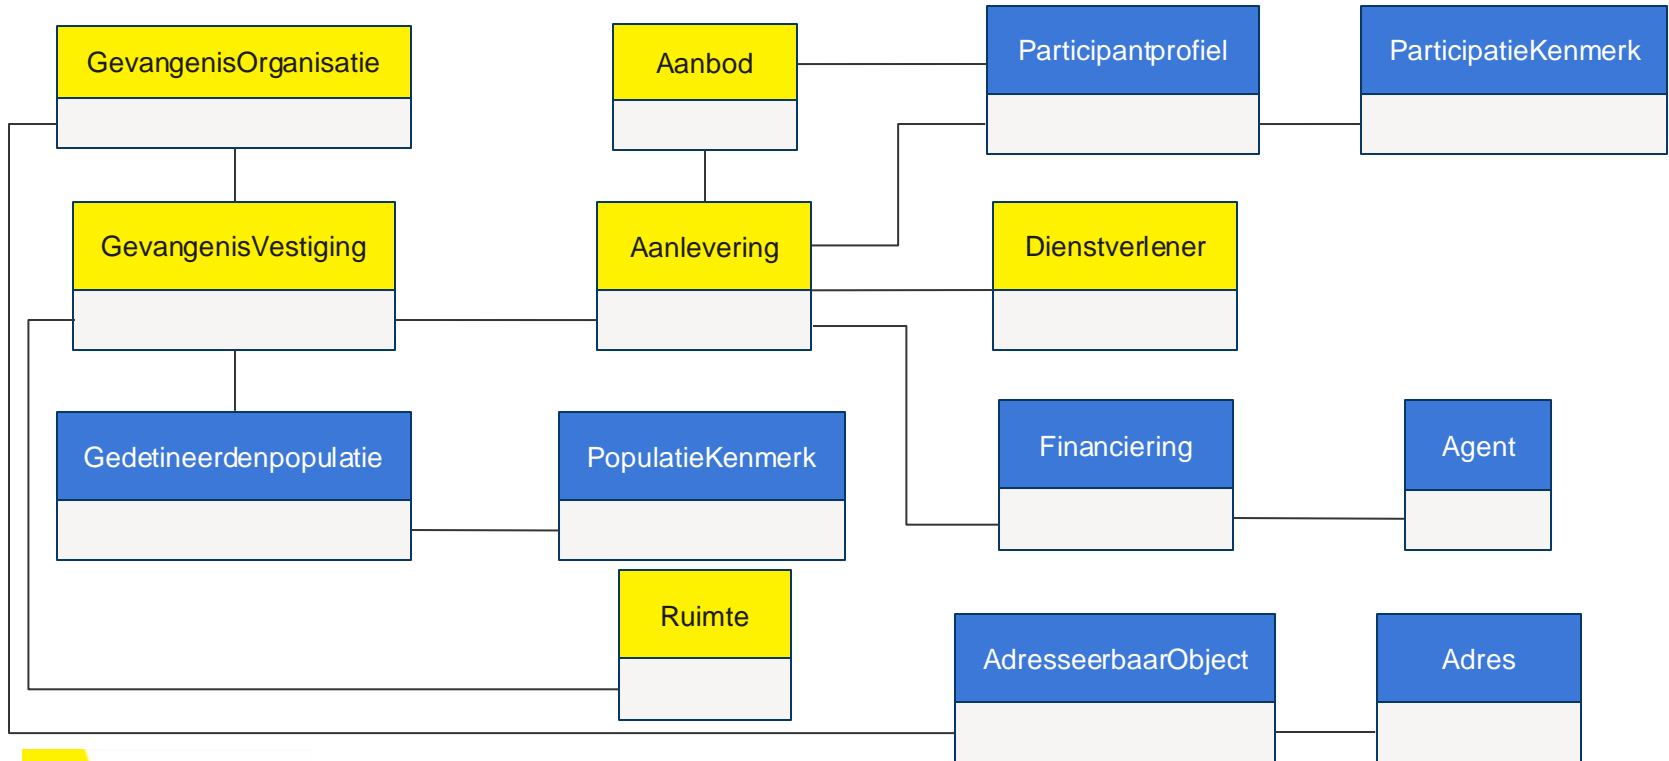 GevangenisOrganisatie
Aanbod
Participantprofiel
ParticipatieKenmerk
GevangenisVestiging
Aanlevering
Dienstverlener
Gedetineerdenpopulatie
PopulatieKenmerk
Financiering
Agent
Ruimte
AdresseerbaarObject
Adres